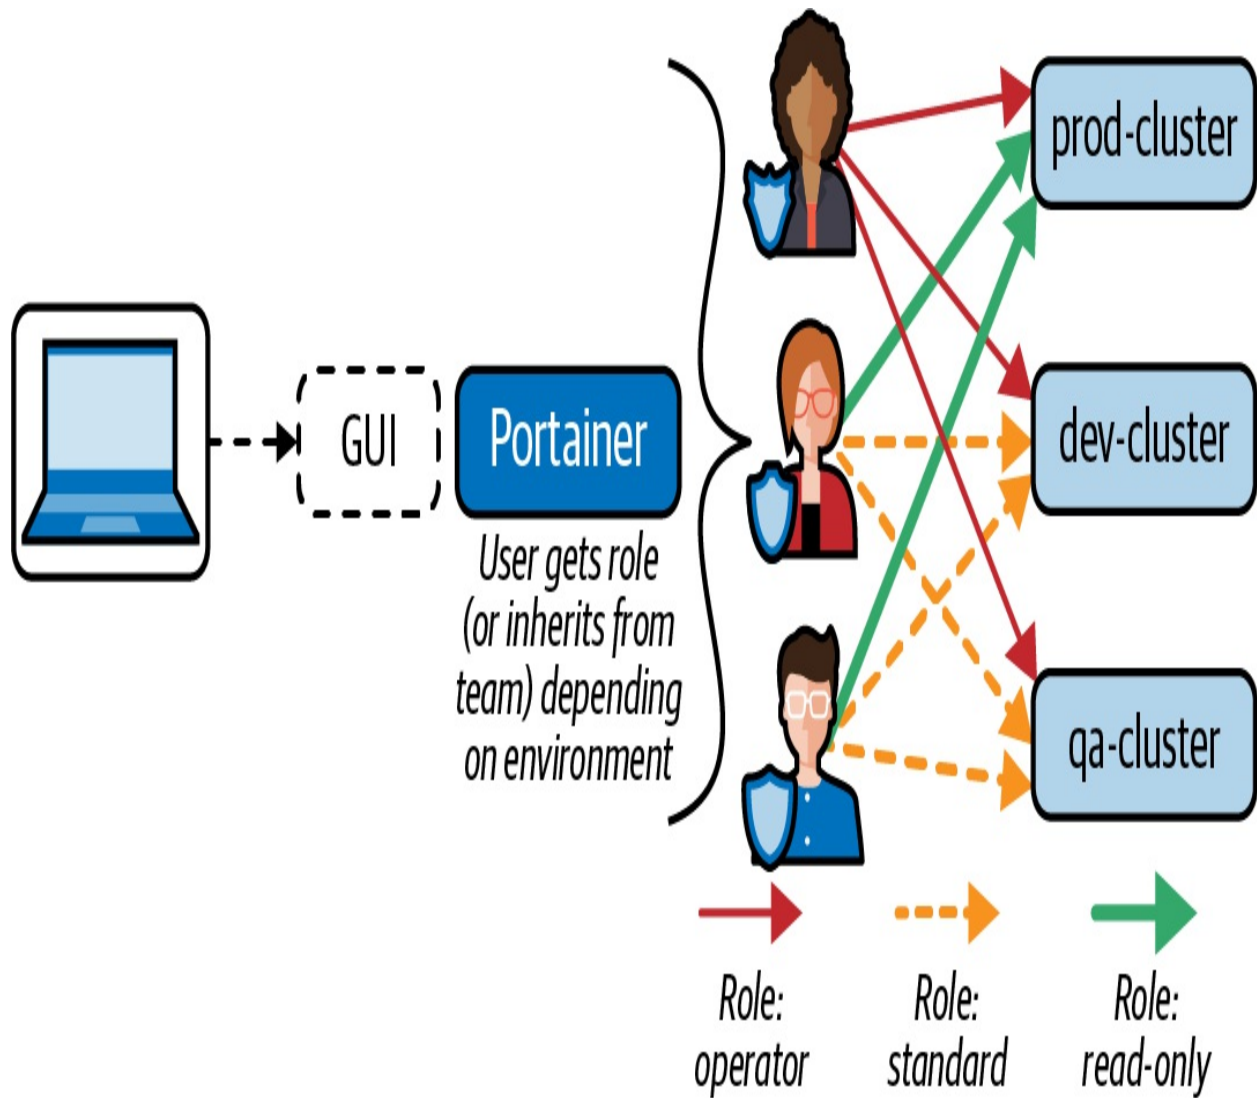 GUI
Portainer
User gets role
(or inherits from
team) depending
on environment
prod-cluster
dev-cluster
qa-cluster
Role:
operator
Role:
standard
Role:
read-only